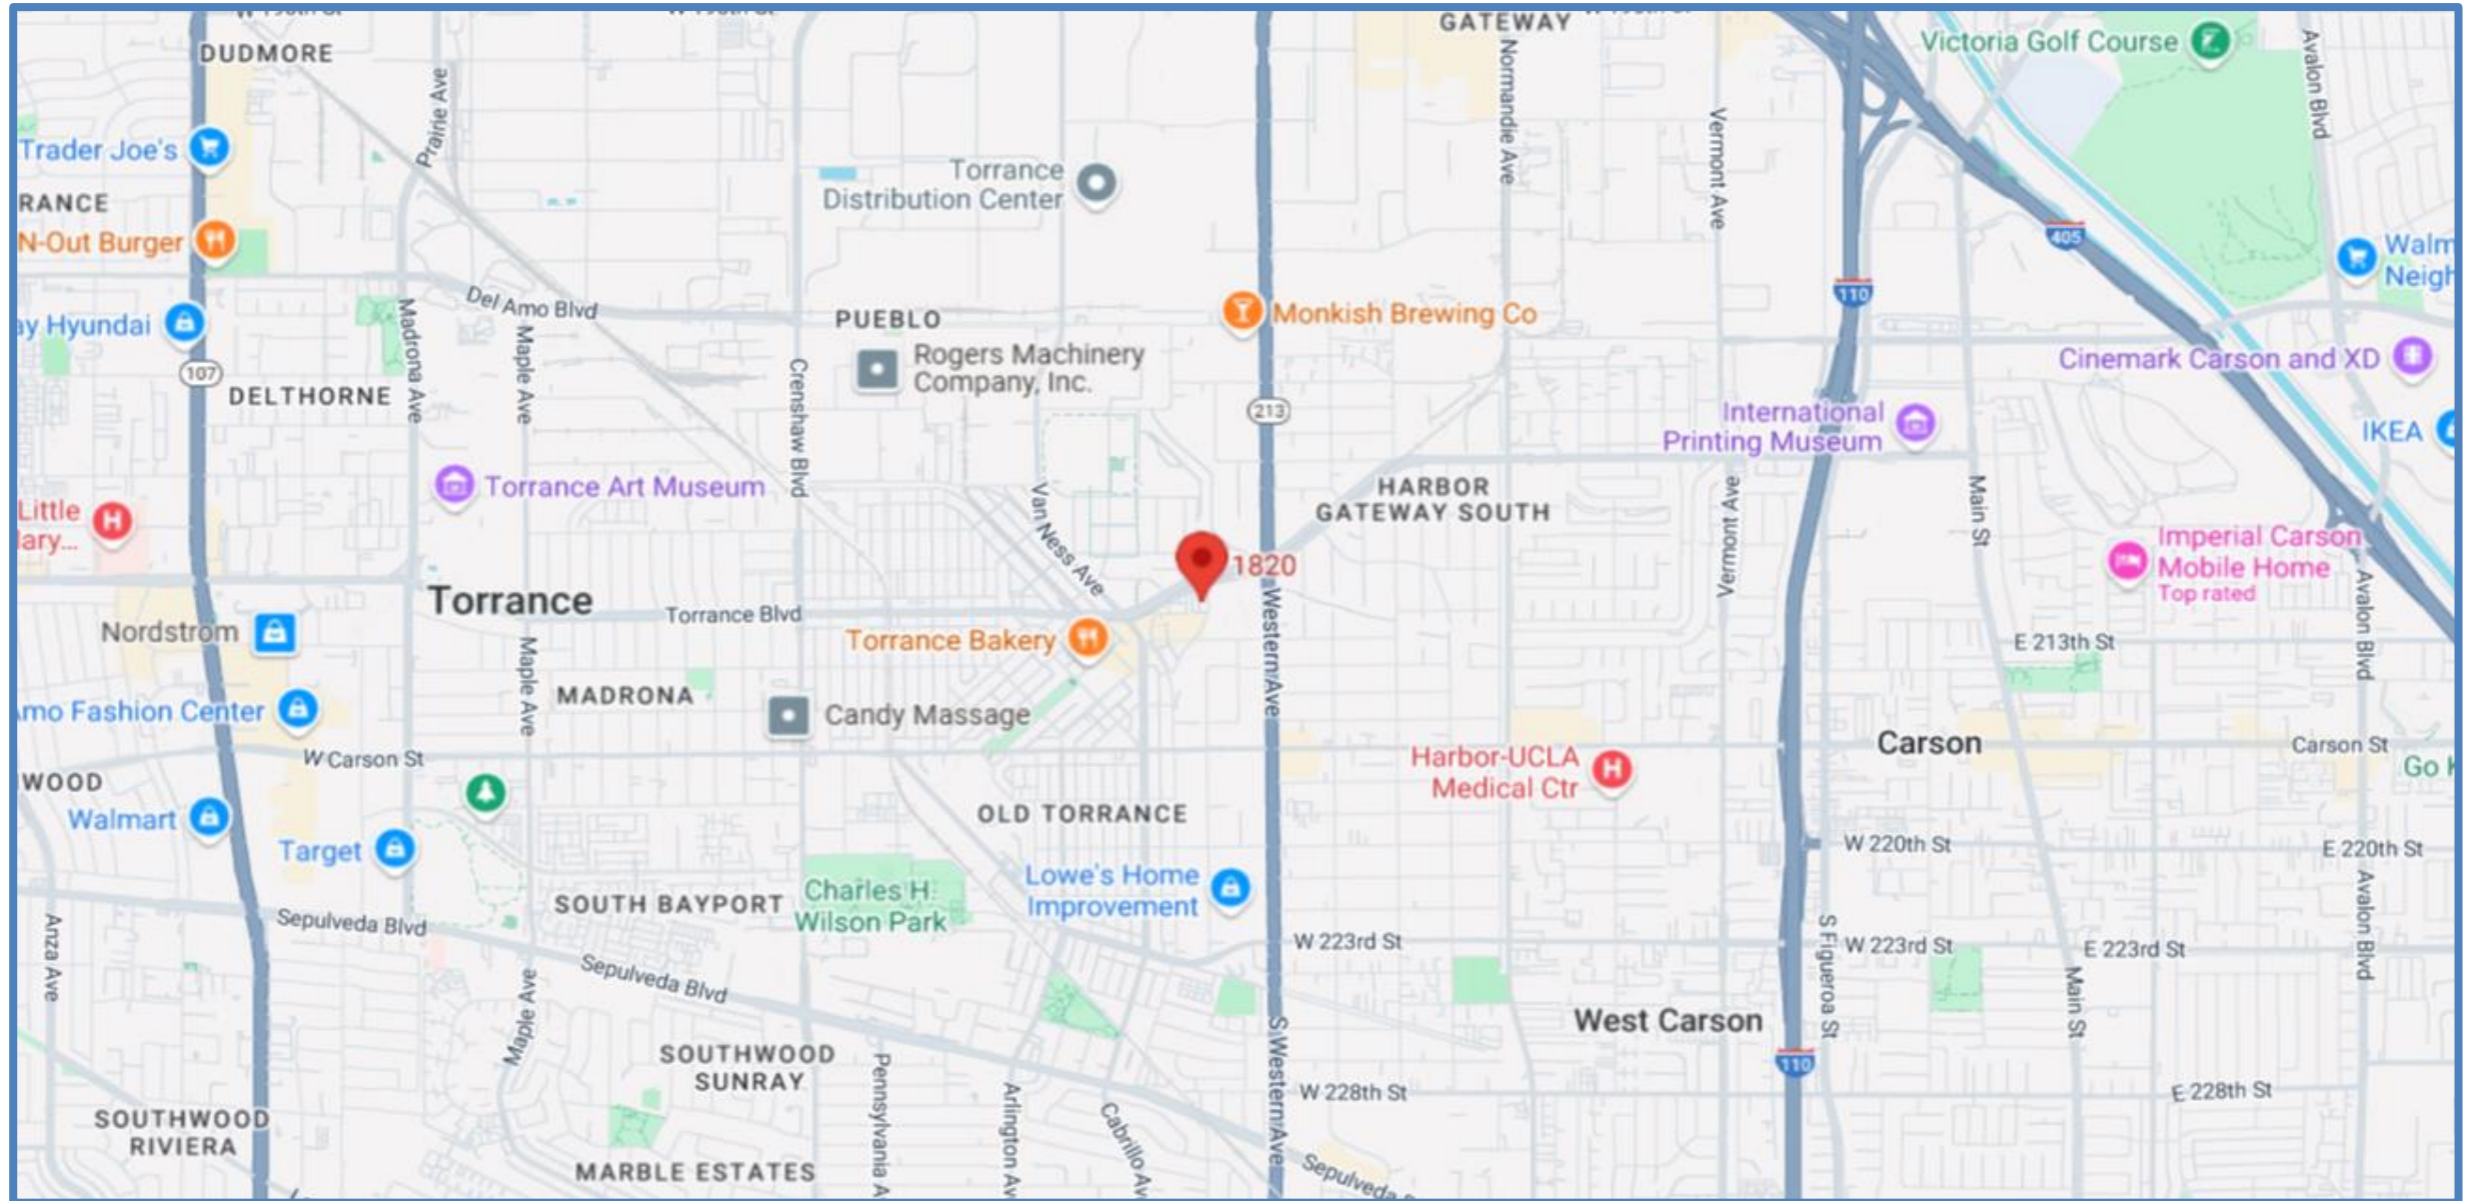 DUDMORE
GATEWAY
Victoria Golf Course
Avalon Blvd
Prairie Ave
Normandie Ave
Vermont Ave
Trader Joe's
RANCE
N-Out Burger
Torrance
Distribution Center
405
Walm
Neigh
110
Del Amo Blvd
ay Hyundai
PUEBLO
Monkish Brewing Co
Madrona Ave
Maple Ave
Rogers Machinery
Company, Inc.
Cinemark Carson and XD
107
DELTHORNE
Crenshaw Blvd
213
International
Printing Museum
IKEA
Torrance Art Museum
HARBOR
GATEWAY SOUTH
Little
ary...
Van Ness Ave
Vermont Ave
Main St
Imperial Carson
Mobile Home
Top rated
1820
Torrance
Torrance Blvd
Western Ave
Avalon Blvd
Nordstrom
Torrance Bakery
E 213th St
Maple Ave
MADRONA
mo Fashion Center
Candy Massage
W Carson St
Carson
Carson St
Harbor-UCLA
Medical Ctr
Go
WOOD
Walmart
OLD TORRANCE
Target
W 220th St
E 220th St
SOUTH BAYPORT
Charles H.
Wilson Park
Lowe's Home
Improvement
Avalon Blvd
Anza Ave
Sepulveda Blvd
W 223rd St
S Figueroa St
W 223rd St
E 223rd St
Sepulveda Blvd
Maple Ave
Main St
West Carson
SOUTHWOOD
SUNRAY
S Western Ave
110
Pennsylvania A
Arlington Av
Cabrillo Av
W 228th St
E 228th St
SOUTHWOOD
RIVIERA
MARBLE ESTATES
Sepulveda